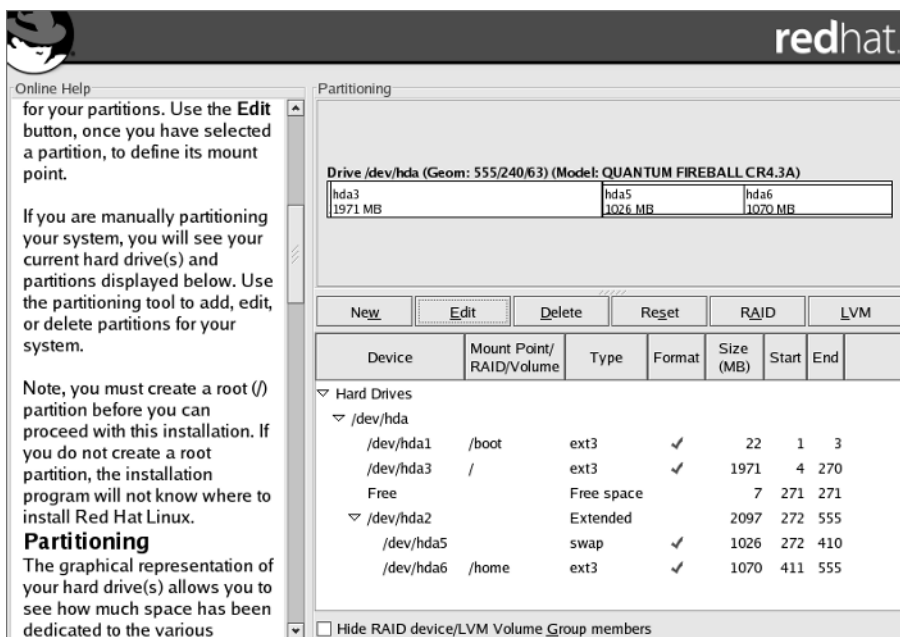 redhat.
Online Help
for your partitions. Use the Edit
button, once you have selected
a partition, to define its mount
point.
If you are manually partitioning
your system, you will see your
current hard drive(s) and
partitions displayed below. Use
the partitioning tool to add, edit,
or delete partitions for your
system.
Note, you must create a root (/)
partition before you can
proceed with this installation. If
you do not create a root
partition, the installation
program will not know where to
install Red Hat Linux.
Partitioning
The graphical representation of
your hard drive(s) allows you to
see how much space has been
dedicated to the various
Partitioning
Drive /dev/hda (Geom: 555/240/63) (Model: QUANTUM FIREBALL CR4.3A)
hda3 hda5 hda6
1971 MB 1026 MB 1070 MB
New Edit Delete Reset RAID LVM
Device Mount Point/ RAID/Volume Type Format Size (MB) Start End
Hard Drives
/dev/hda
/dev/hda1 /boot ext3 22 1 3
/dev/hda3 / ext3 1971 4 270
Free Free space 7 271 271
/dev/hda2 Extended 2097 272 555
/dev/hda5 swap 1026 272 410
/dev/hda6 /home ext3 1070 411 555
Hide RAID device/LVM Volume Group members